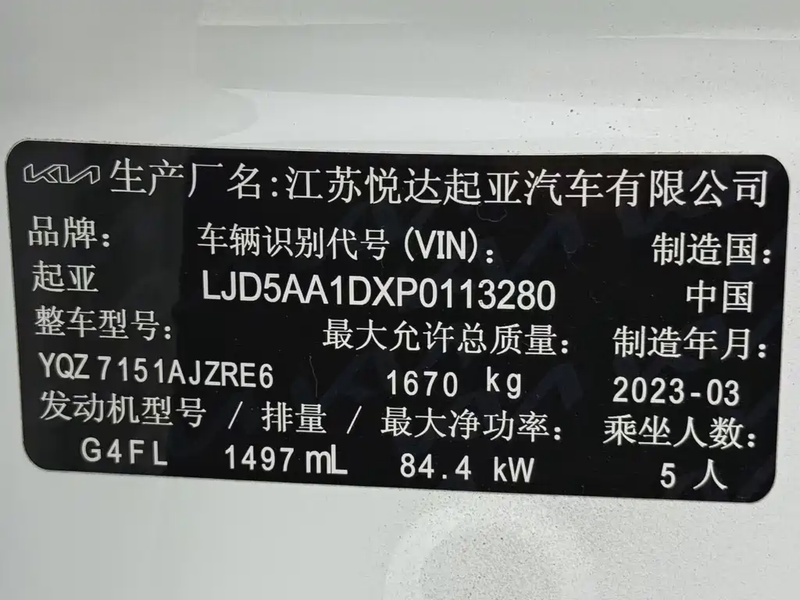 KIA 生产厂名:江苏悦达起亚汽车有限公司
品牌: 车辆识别代号(VIN): 制造国:
起亚 LJD5AA1DXP0113280 中国
整车型号: 最大允许总质量: 制造年月:
YQZ7151AJZRE6 1670 kg 2023-03
发动机型号 / 排量 / 最大净功率: 乘坐人数:
G4FL 1497 mL 84.4 kW 5 人